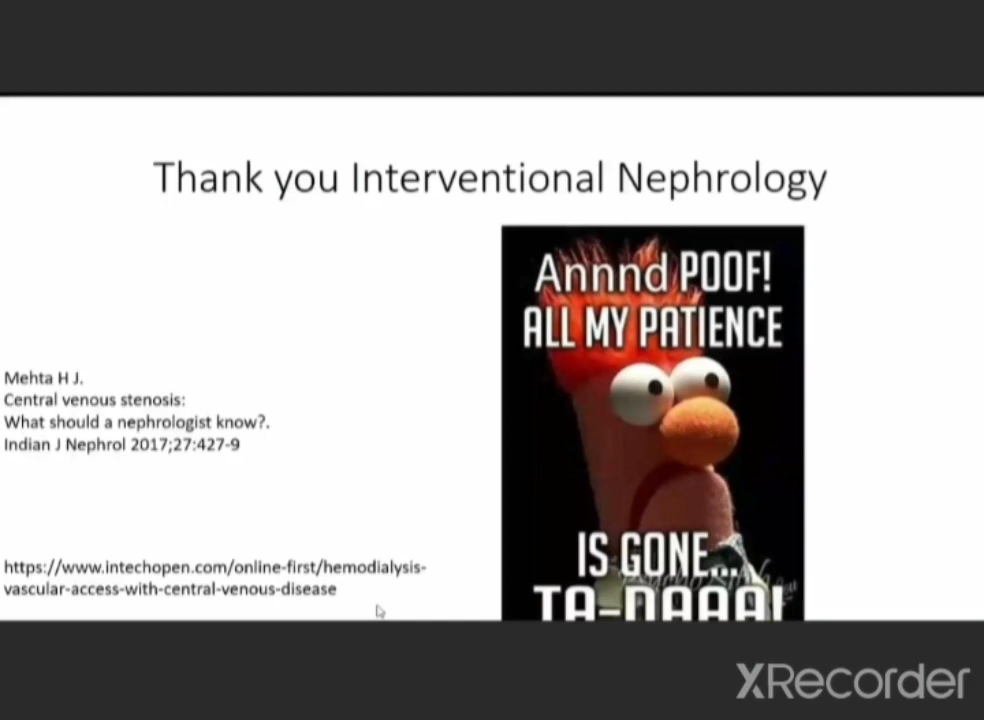 Thank you Interventional Nephrology
Annnd POOF!
ALL MY PATIENCE
Mehta H J.
Central venous stenosis:
What should a nephrologist know?.
Indian J Nephrol 2017;27:427-9
IS GONE...
https://www.intechopen.com/online-first/hemodialysis-
vascular-access-with-central-venous-disease
TA-DAAA!
XRecorder